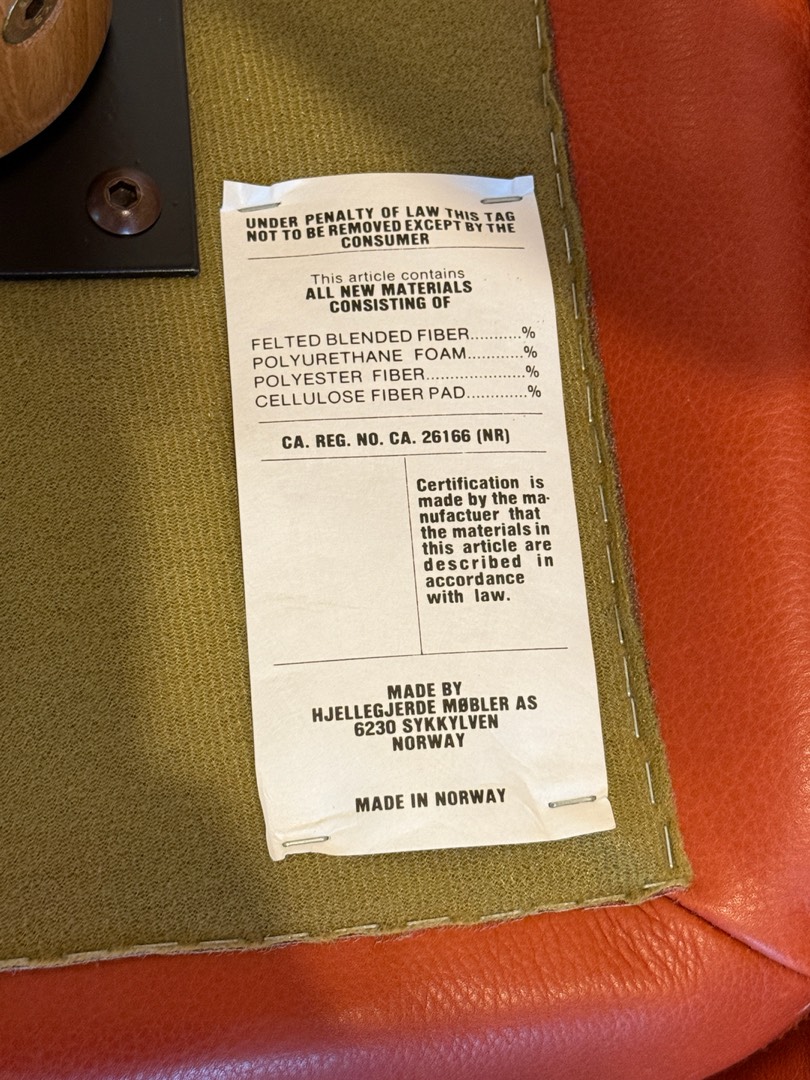 UNDER PENALTY OF LAW THIS TAG
NOT TO BE REMOVED EXCEPT BY THE
CONSUMER
This article contains
ALL NEW MATERIALS
CONSISTING OF
FELTED BLENDED FIBER...........%
POLYURETHANE FOAM............%
POLYESTER FIBER.....................%
CELLULOSE FIBER PAD.............%
CA. REG. NO. CA. 26166 (NR)
Certification is
made by the ma-
nufactuer that
the materials in
this article are
described in
accordance
with law.
MADE BY
HJELLEGJERDE MØBLER AS
6230 SYKKYLVEN
NORWAY
MADE IN NORWAY